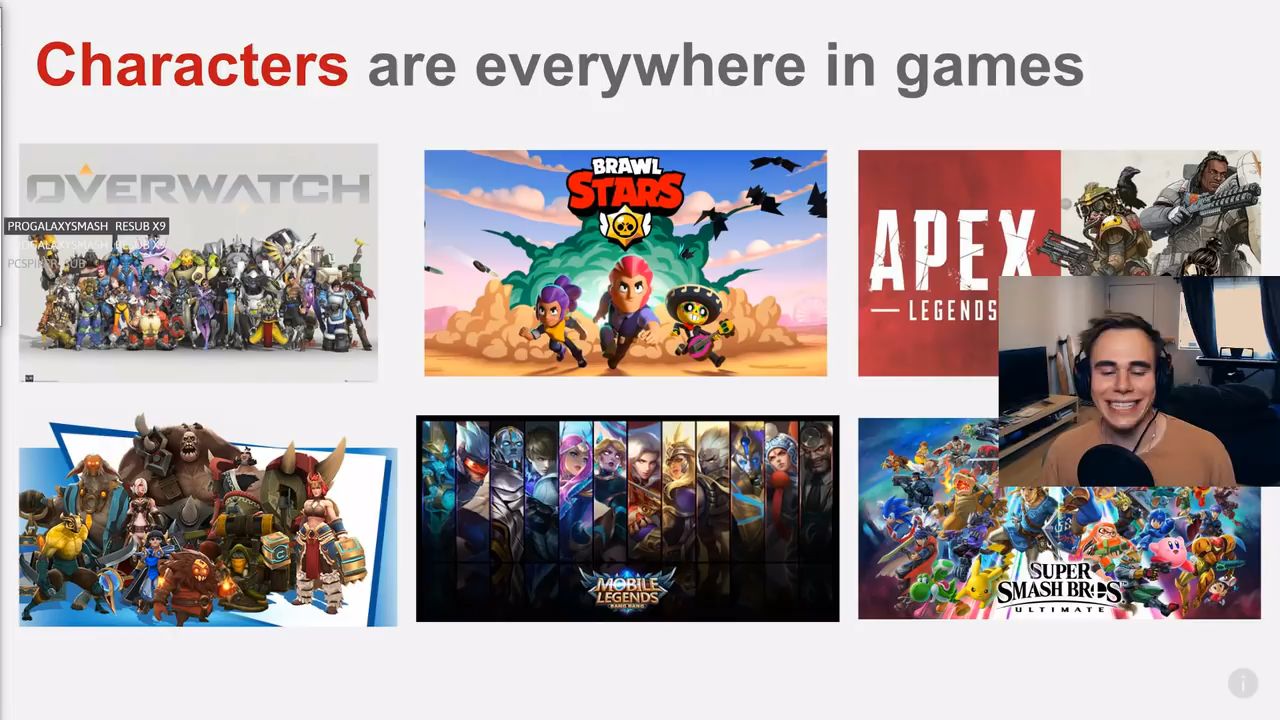 Characters are everywhere in games
OVERWATCH
PROGALAXYSMASH RESUB X9
BRAWL
STARS
APEX
LEGENDS
MOBILE
LEGENDS
BANG BANG
SUPER
SMASH BROS.
ULTIMATE